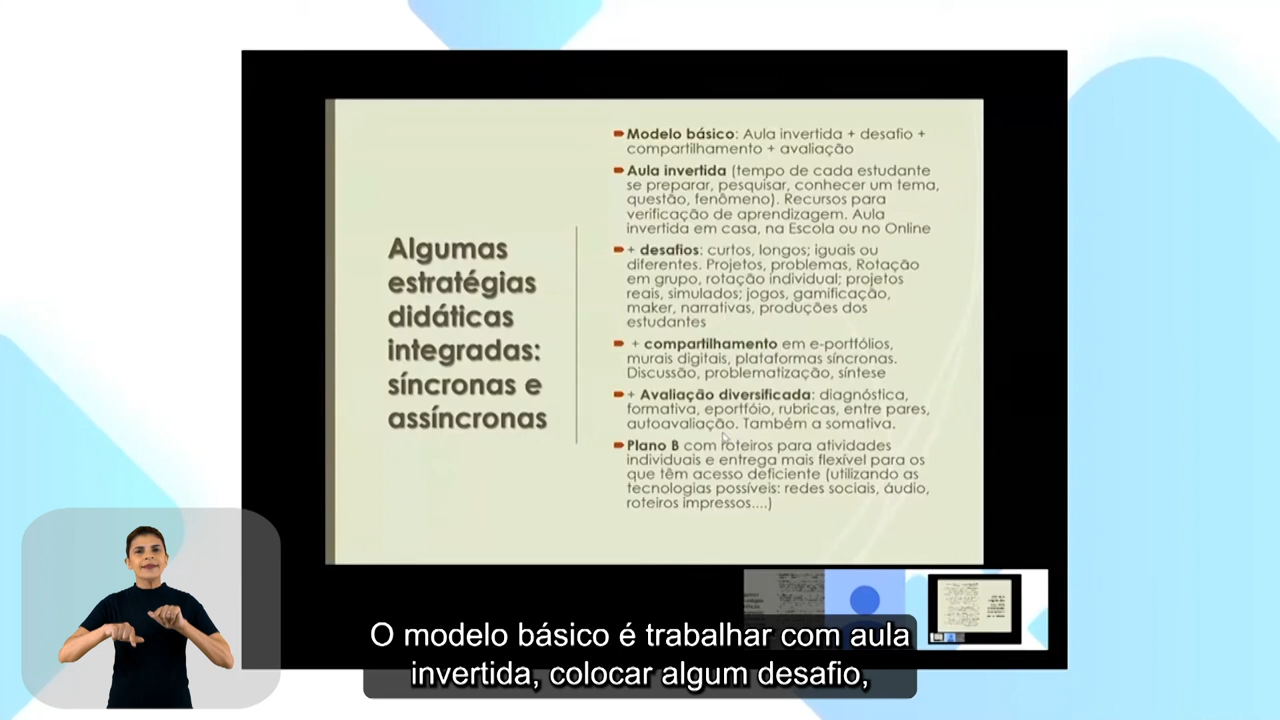 Algumas
estratégias
didáticas
integradas:
síncronas e
assíncronas
Modelo básico: Aula invertida + desafio +
compartilhamento + avaliação
Aula invertida (tempo de cada estudante
se preparar, pesquisar, conhecer um tema,
questão, fenômeno). Recursos para
verificação de aprendizagem. Aula
invertida em casa, na Escola ou no Online
+ desafios: curtos, longos; iguais ou
diferentes. Projetos, problemas, Rotação
em grupo, rotação individual; projetos
reais, simulados; jogos, gamificação,
maker, narrativas, produções dos
estudantes
+ compartilhamento em e-portfólios,
murais digitais, plataformas síncronas.
Discussão, problematização, síntese
+ Avaliação diversificada: diagnóstica,
formativa, eportfóio, rubricas, entre pares,
autoavaliação. Também a somativa.
Plano B com roteiros para atividades
individuais e entrega mais flexível para os
que têm acesso deficiente (utilizando as
tecnologias possíveis: redes sociais, áudio,
roteiros impressos....)
O modelo básico é trabalhar com aula
invertida, colocar algum desafio,